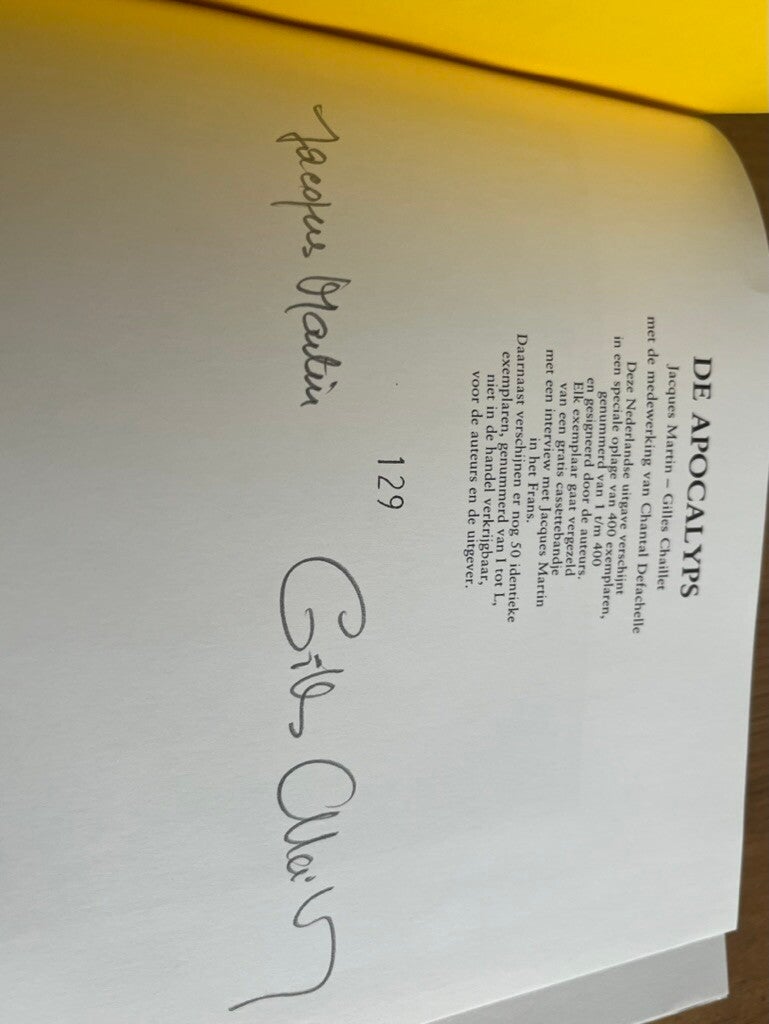 DE APOCALYPS
Jacques Martin – Gilles Chaillet
met de medewerking van Chantal Defachelle
Deze Nederlandse uitgave verschijnt
in een speciale oplage van 400 exemplaren,
genummerd van 1 t/m 400
en gesigneerd door de auteurs.
Elk exemplaar gaat vergezeld
van een gratis cassettebandje
met een interview met Jacques Martin
in het Frans.
Daarnaast verschijnen er nog 50 identieke
exemplaren, genummerd van I tot L,
niet in de handel verkrijgbaar,
voor de auteurs en de uitgever.
129
Jacques Martin
Gilles Chaillet